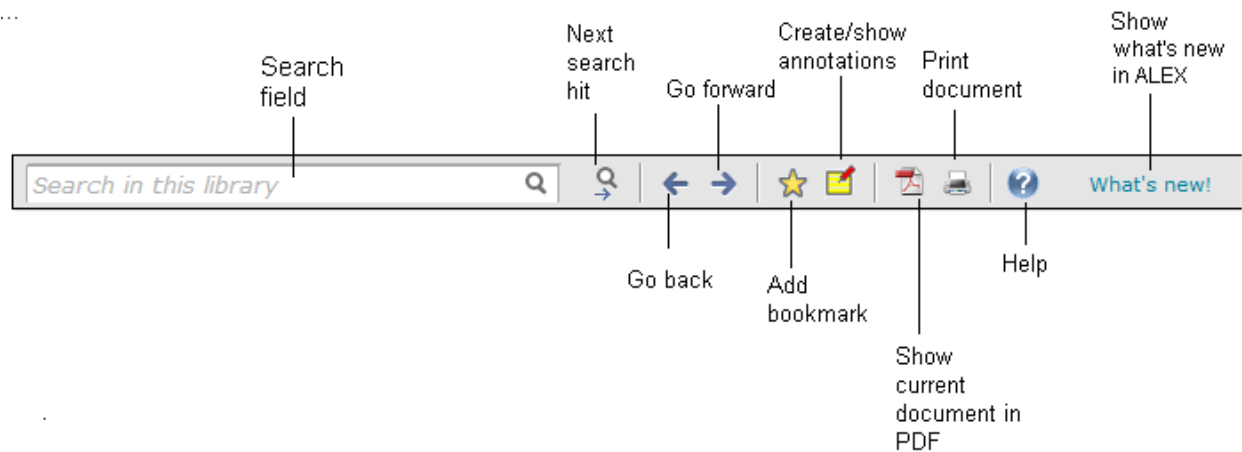 ...
Search
field
Next
search
hit
Go forward
Create/show
annotations
Print
document
Show
what's new
in ALEX
Search in this library
What's new!
Go back
Add
bookmark
Show
current
document in
PDF
Help
.